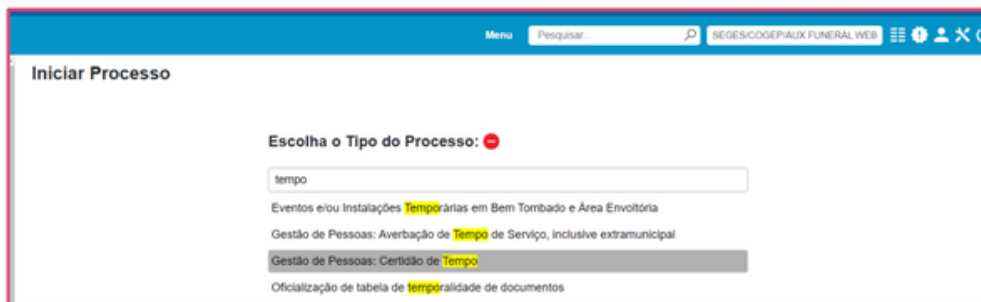 Menu Pesquisar... SEGES/COGEP/AUX FUNERAL WEB
Iniciar Processo
Escolha o Tipo do Processo:
tempo
Eventos e/ou Instalações Temporárias em Bem Tombado e Área Envoltória
Gestão de Pessoas: Averbação de Tempo de Serviço, inclusive extramunicipal
Gestão de Pessoas: Certidão de Tempo
Oficialização de tabela de temporalidade de documentos